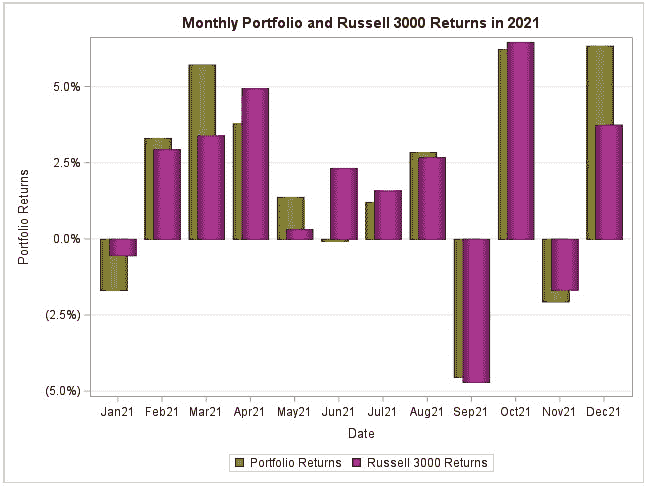 Monthly Portfolio and Russell 3000 Returns in 2021
Portfolio Returns
5.0%
2.5%
0.0%
(2.5%)
(5.0%)
Jan21 Feb21 Mar21 Apr21 May21 Jun21 Jul21 Aug21 Sep21 Oct21 Nov21 Dec21
Date
Portfolio Returns Russell 3000 Returns